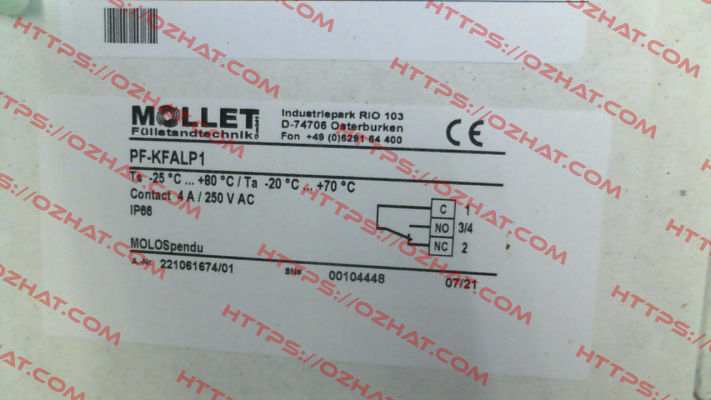 MOLLET
Füllstandtechnik GmbH
Industriepark RIO 103
D-74706 Osterburken
Fon +49 (0)6291 64 400
CE
PF-KFALP1
Ts -25 °C ... +80 °C / Ta -20 °C ... +70 °C
Contact 4 A / 250 V AC
IP66
C 1
NO 3/4
NC 2
MOLOSpendu
A.-Nr. 221061674/01 SN# 00104448 07/21
HTTPS://OZHAT.COM
HTTPS://OZHAT.COM
HTTPS://OZHAT.COM
HTTPS://OZHAT.COM
HTTPS://OZHAT.COM
HTTPS://OZHAT.COM
HTTPS://OZHAT.COM
HTTPS://OZHAT.COM